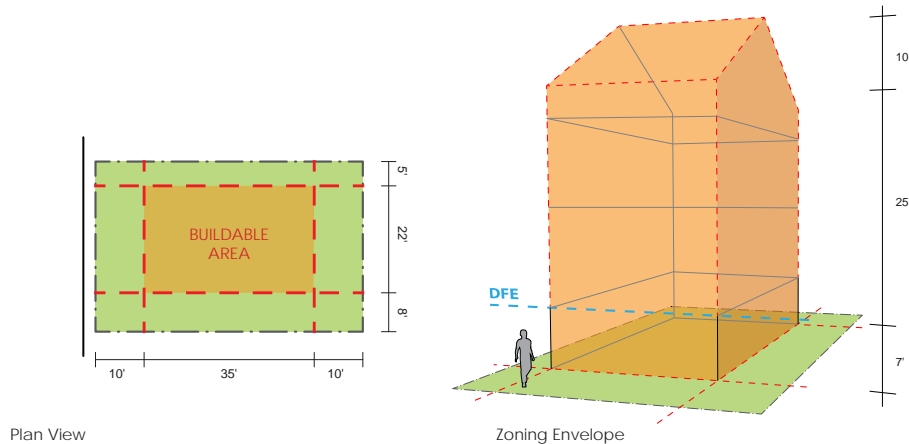 BUILDABLE
AREA
5'
22'
8'
10'
35'
10'
Plan View
DFE
10
25
7'
Zoning Envelope